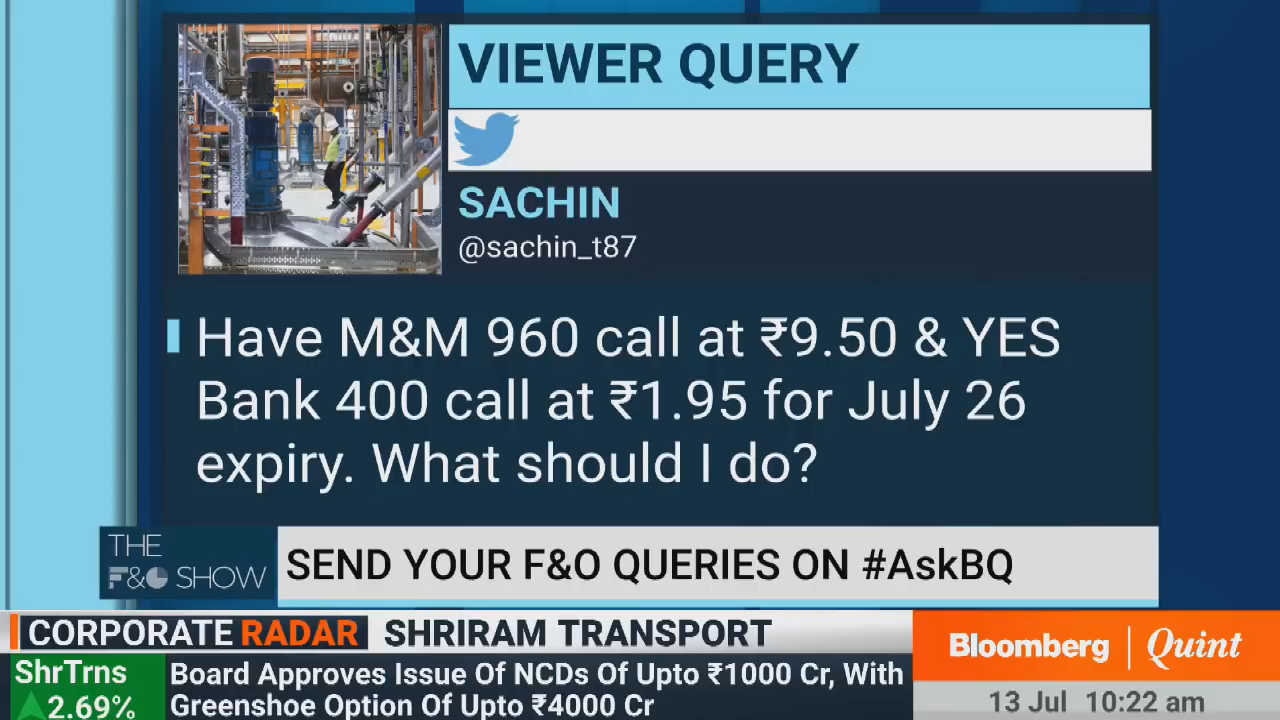 VIEWER QUERY
SACHIN
@sachin_t87
Have M&M 960 call at ₹9.50 & YES
Bank 400 call at ₹1.95 for July 26
expiry. What should I do?
THE
F&O SHOW
SEND YOUR F&O QUERIES ON #AskBQ
CORPORATE RADAR SHRIRAM TRANSPORT
ShrTrns
2.69%
Board Approves Issue Of NCDs Of Upto ₹1000 Cr, With
Greenshoe Option Of Upto ₹4000 Cr
Bloomberg | Quint
13 Jul 10:22 am